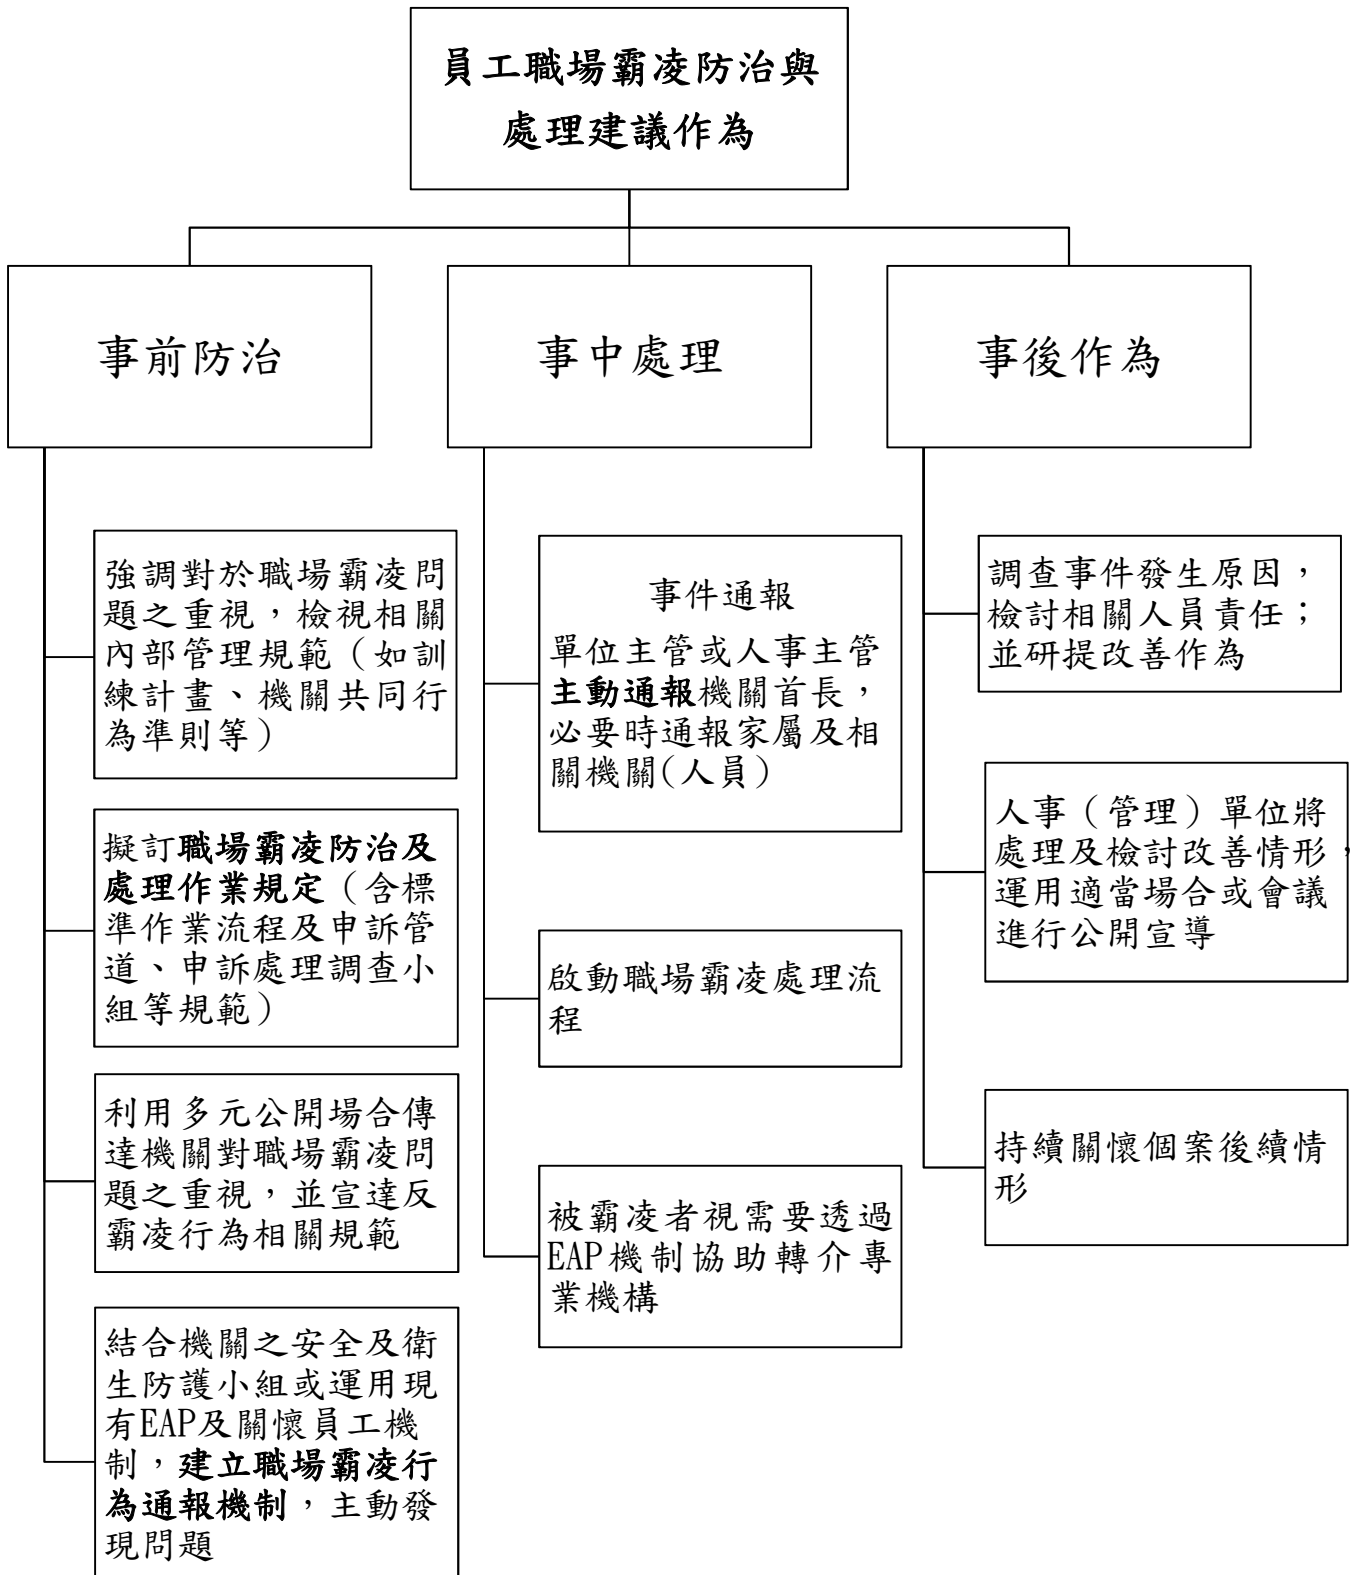 員工職場霸凌防治與
處理建議作為
事前防治
強調對於職場霸凌問
題之重視，檢視相關
內部管理規範（如訓
練計畫、機關共同行
為準則等）
擬訂職場霸凌防治及
處理作業規定（含標
準作業流程及申訴管
道、申訴處理調查小
組等規範）
利用多元公開場合傳
達機關對職場霸凌問
題之重視，並宣達反
霸凌行為相關規範
結合機關之安全及衛
生防護小組或運用現
有EAP及關懷員工機
制，建立職場霸凌行
為通報機制，主動發
現問題
事中處理
事件通報
單位主管或人事主管
主動通報機關首長，
必要時通報家屬及相
關機關(人員)
啟動職場霸凌處理流
程
被霸凌者視需要透過
EAP機制協助轉介專
業機構
事後作為
調查事件發生原因，
檢討相關人員責任；
並研提改善作為
人事（管理）單位將
處理及檢討改善情形，
運用適當場合或會議
進行公開宣導
持續關懷個案後續情
形